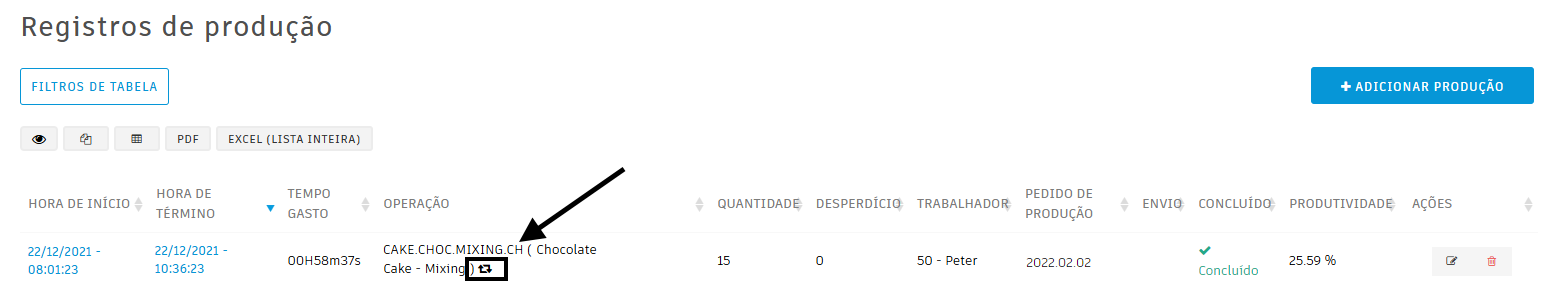 Registros de produção
FILTROS DE TABELA
ADICIONAR PRODUÇÃO
PDF
EXCEL (LISTA INTEIRA)
HORA DE INÍCIO
HORA DE
TÉRMINO
TEMPO
GASTO
OPERAÇÃO
QUANTIDADE
DESPERDÍCIO
TRABALHADOR
PEDIDO DE
PRODUÇÃO
ENVIO
CONCLUÍDO
PRODUTIVIDADE
AÇÕES
22/12/2021 -
08:01:23
22/12/2021 -
10:36:23
00H58m37s
CAKE.CHOC.MIXING.CH ( Chocolate
Cake - Mixing )
15
0
50 - Peter
2022.02.02
Concluído
25.59 %